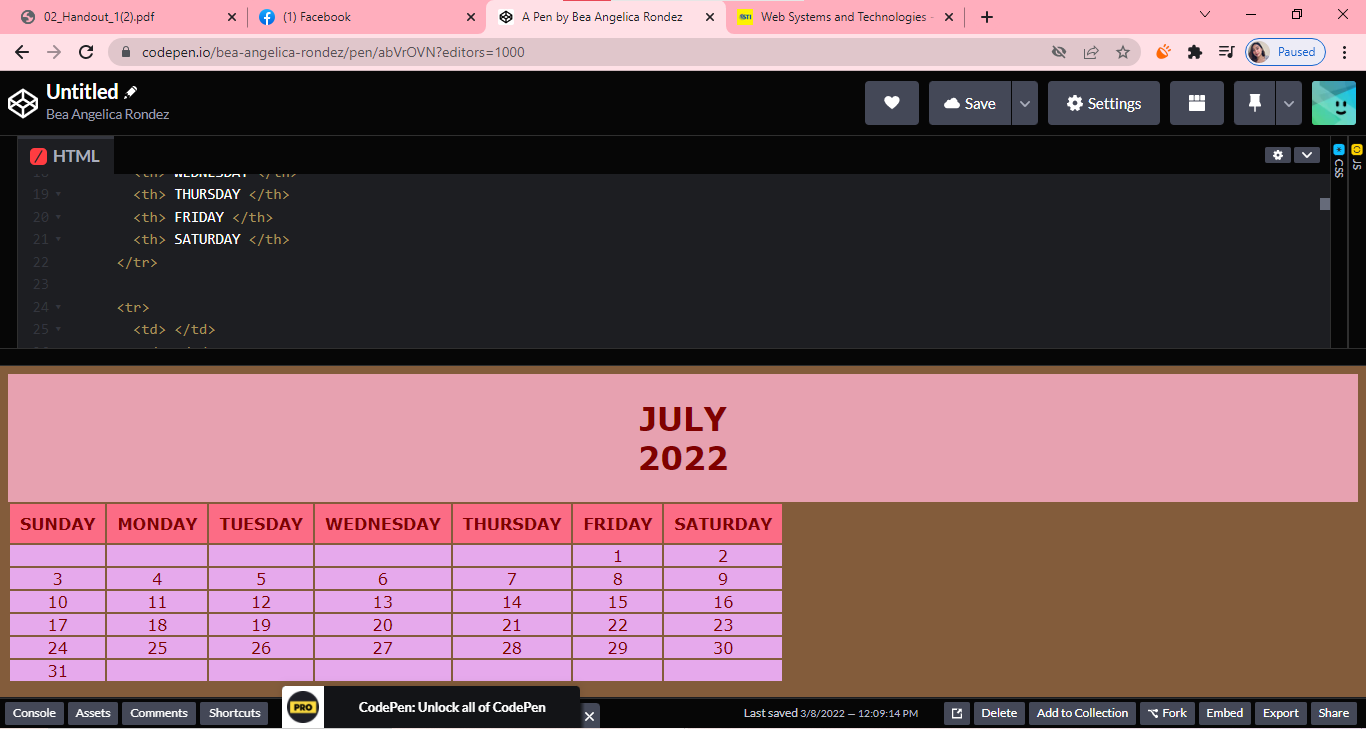 02_Handout_1(2).pdf
(1) Facebook
A Pen by Bea Angelica Rondez
Web Systems and Technologies -
codepen.io/bea-angelica-rondez/pen/abVrOVN?editors=1000
Paused
Untitled
Bea Angelica Rondez
Save
Settings
HTML
CSS
JS
18 <th> WEDNESDAY </th>
19 <th> THURSDAY </th>
20 <th> FRIDAY </th>
21 <th> SATURDAY </th>
22 </tr>
23
24 <tr>
25 <td> </td>
JULY
2022
SUNDAY MONDAY TUESDAY WEDNESDAY THURSDAY FRIDAY SATURDAY
1 2
3 4 5 6 7 8 9
10 11 12 13 14 15 16
17 18 19 20 21 22 23
24 25 26 27 28 29 30
31
Console Assets Comments Shortcuts
PRO
CodePen: Unlock all of CodePen
Last saved 3/8/2022 — 12:09:14 PM
Delete Add to Collection Fork Embed Export Share